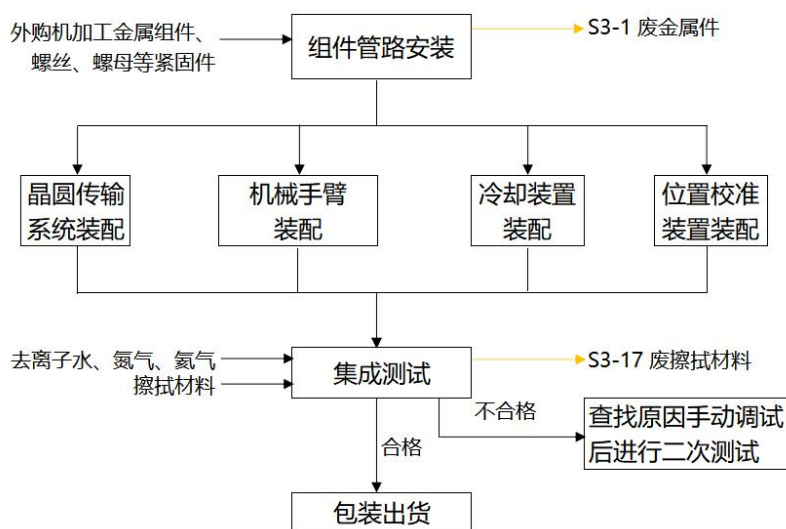 外购机加工金属组件、
螺丝、螺母等紧固件
组件管路安装
S3-1 废金属件
晶圆传输
系统装配
机械手臂
装配
冷却装置
装配
位置校准
装置装配
去离子水、氮气、氦气
擦拭材料
集成测试
S3-17 废擦拭材料
不合格
查找原因手动调试
后进行二次测试
合格
包装出货